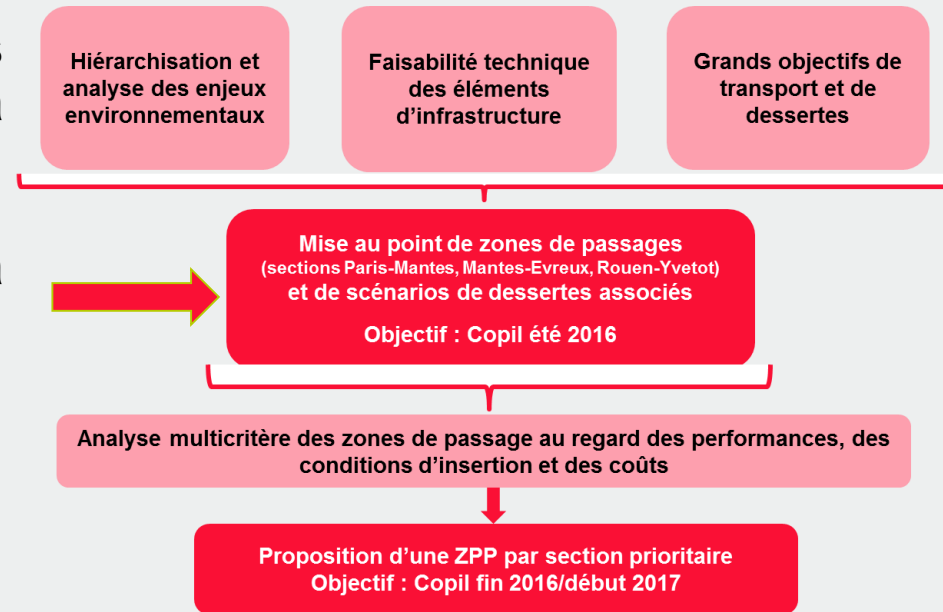 Hiérarchisation et
analyse des enjeux
environnementaux
Faisabilité technique
des éléments
d’infrastructure
Grands objectifs de
transport et de
dessertes
Mise au point de zones de passages
(sections Paris-Mantes, Mantes-Evreux, Rouen-Yvetot)
et de scénarios de dessertes associés
Objectif : Copil été 2016
Analyse multicritère des zones de passage au regard des performances, des
conditions d’insertion et des coûts
Proposition d’une ZPP par section prioritaire
Objectif : Copil fin 2016/début 2017